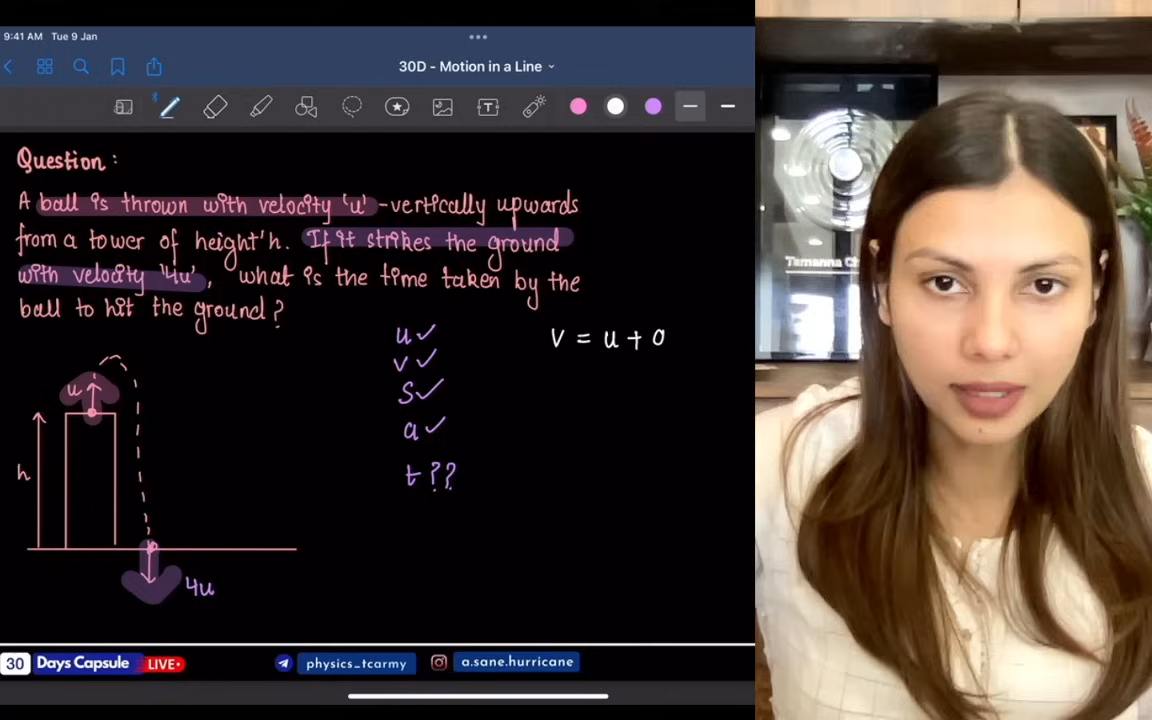 9:41 AM Tue 9 Jan
30D - Motion in a Line
T
Question:
A ball is thrown with velocity 'u' -vertically upwards
from a tower of height'h. If it strikes the ground
with velocity '4u', what is the time taken by the
ball to hit the ground?
u✓
v = u + 0
v✓
S✓
a✓
t??
u
h
4u
30 Days Capsule LIVE
physics_tcarmy
a.sane.hurricane
Tamanna Ch